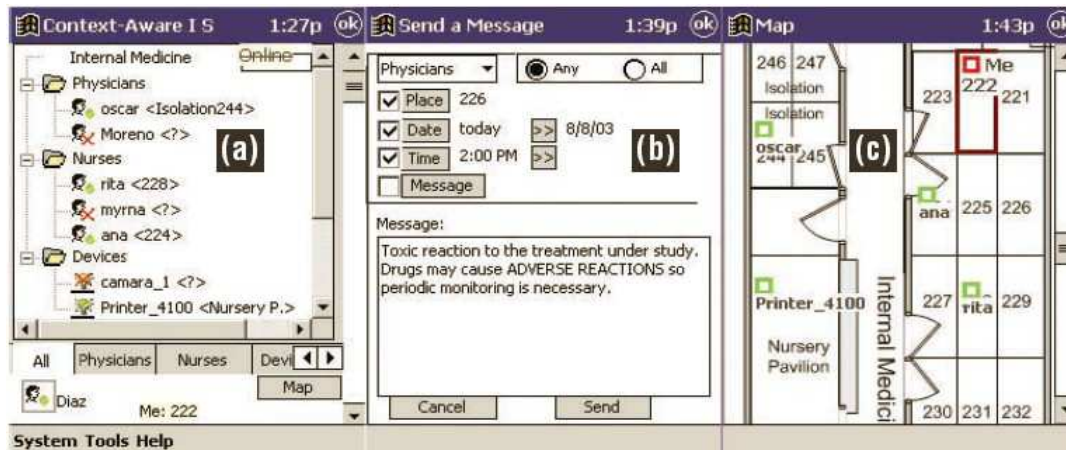 Context-Aware I S 1:27p ok
Internal Medicine Online
Physicians
oscar <Isolation244>
Moreno <?>
Nurses
rita <228>
myrna <?>
ana <224>
Devices
camara_1 <?>
Printer_4100 <Nursery P.>
All Physicians Nurses Devi
Diaz
Map
Me: 222
System Tools Help
(a)
Send a Message 1:39p ok
Physicians Any All
Place 226
Date today >> 8/8/03
Time 2:00 PM >>
Message
(b)
Message:
Toxic reaction to the treatment under study.
Drugs may cause ADVERSE REACTIONS so
periodic monitoring is necessary.
Cancel Send
Map 1:43p ok
246 247
Isolation
Isolation
oscar
244 245
(c)
Me
223 222 221
ana 225 226
Printer_4100
227 rita 229
Nursery
Pavilion
Internal Medici
230 231 232